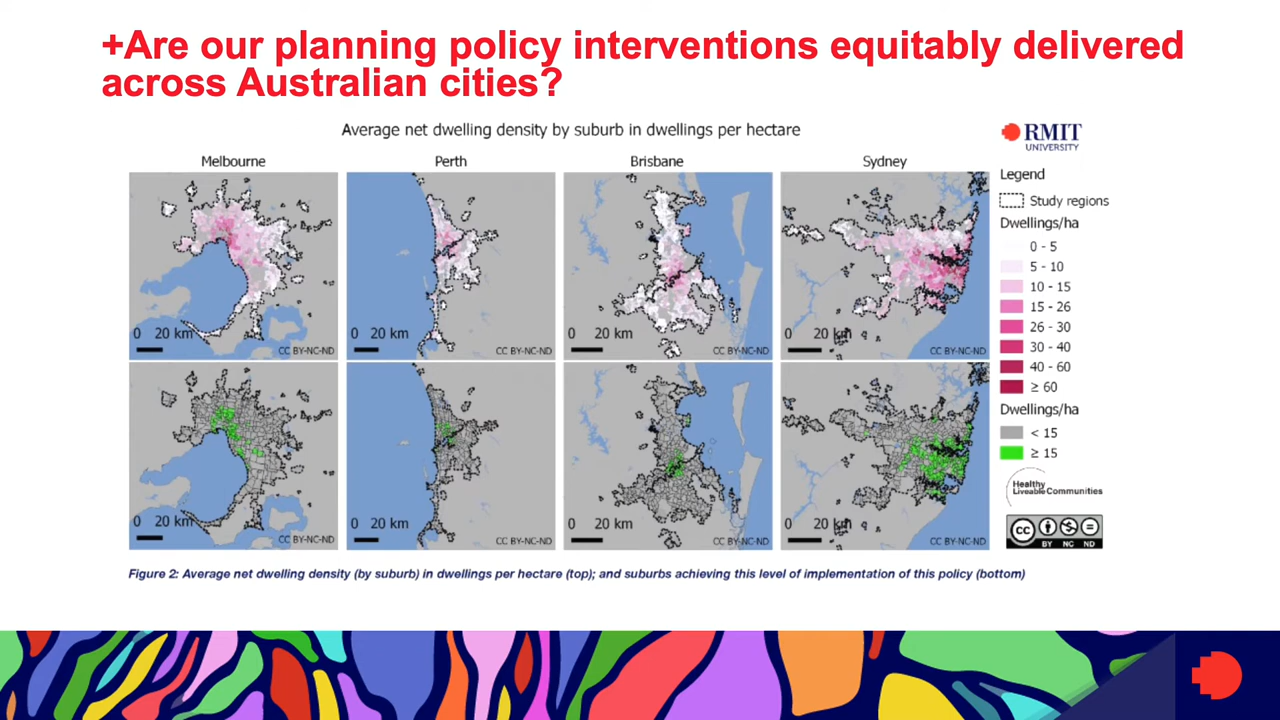 +Are our planning policy interventions equitably delivered
across Australian cities?
Average net dwelling density by suburb in dwellings per hectare
RMIT
UNIVERSITY
Melbourne
Perth
Brisbane
Sydney
0 20 km
CC BY-NC-ND
0 20 km
CC BY-NC-ND
0 20 km
CC BY-NC-ND
0 20 km
CC BY-NC-ND
0 20 km
CC BY-NC-ND
0 20 km
CC BY-NC-ND
0 20 km
CC BY-NC-ND
0 20 km
CC BY-NC-ND
Legend
Study regions
Dwellings/ha
0 - 5
5 - 10
10 - 15
15 - 26
26 - 30
30 - 40
40 - 60
≥ 60
Dwellings/ha
< 15
≥ 15
Healthy
Liveable Communities
CC
BY NC ND
Figure 2: Average net dwelling density (by suburb) in dwellings per hectare (top); and suburbs achieving this level of implementation of this policy (bottom)